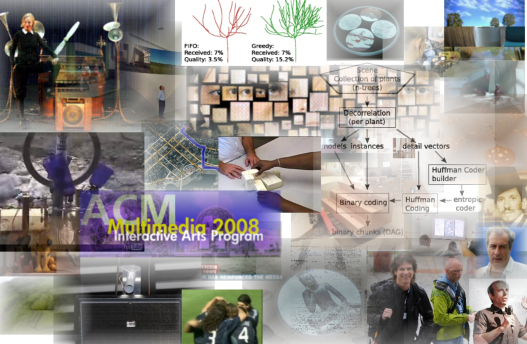 FIFO:
Received: 7%
Quality: 3.5%
Greedy:
Received: 7%
Quality: 15.2%
Scene
Collection of plants
(n-trees)
Decorrelation
(per plant)
models
instances
detail vectors
Huffman Coder
builder
Binary coding
Huffman
Coding
entropic
coder
binary chunks (DAG)
ACM
Multimedia 2008
Interactive Arts Program
3
4